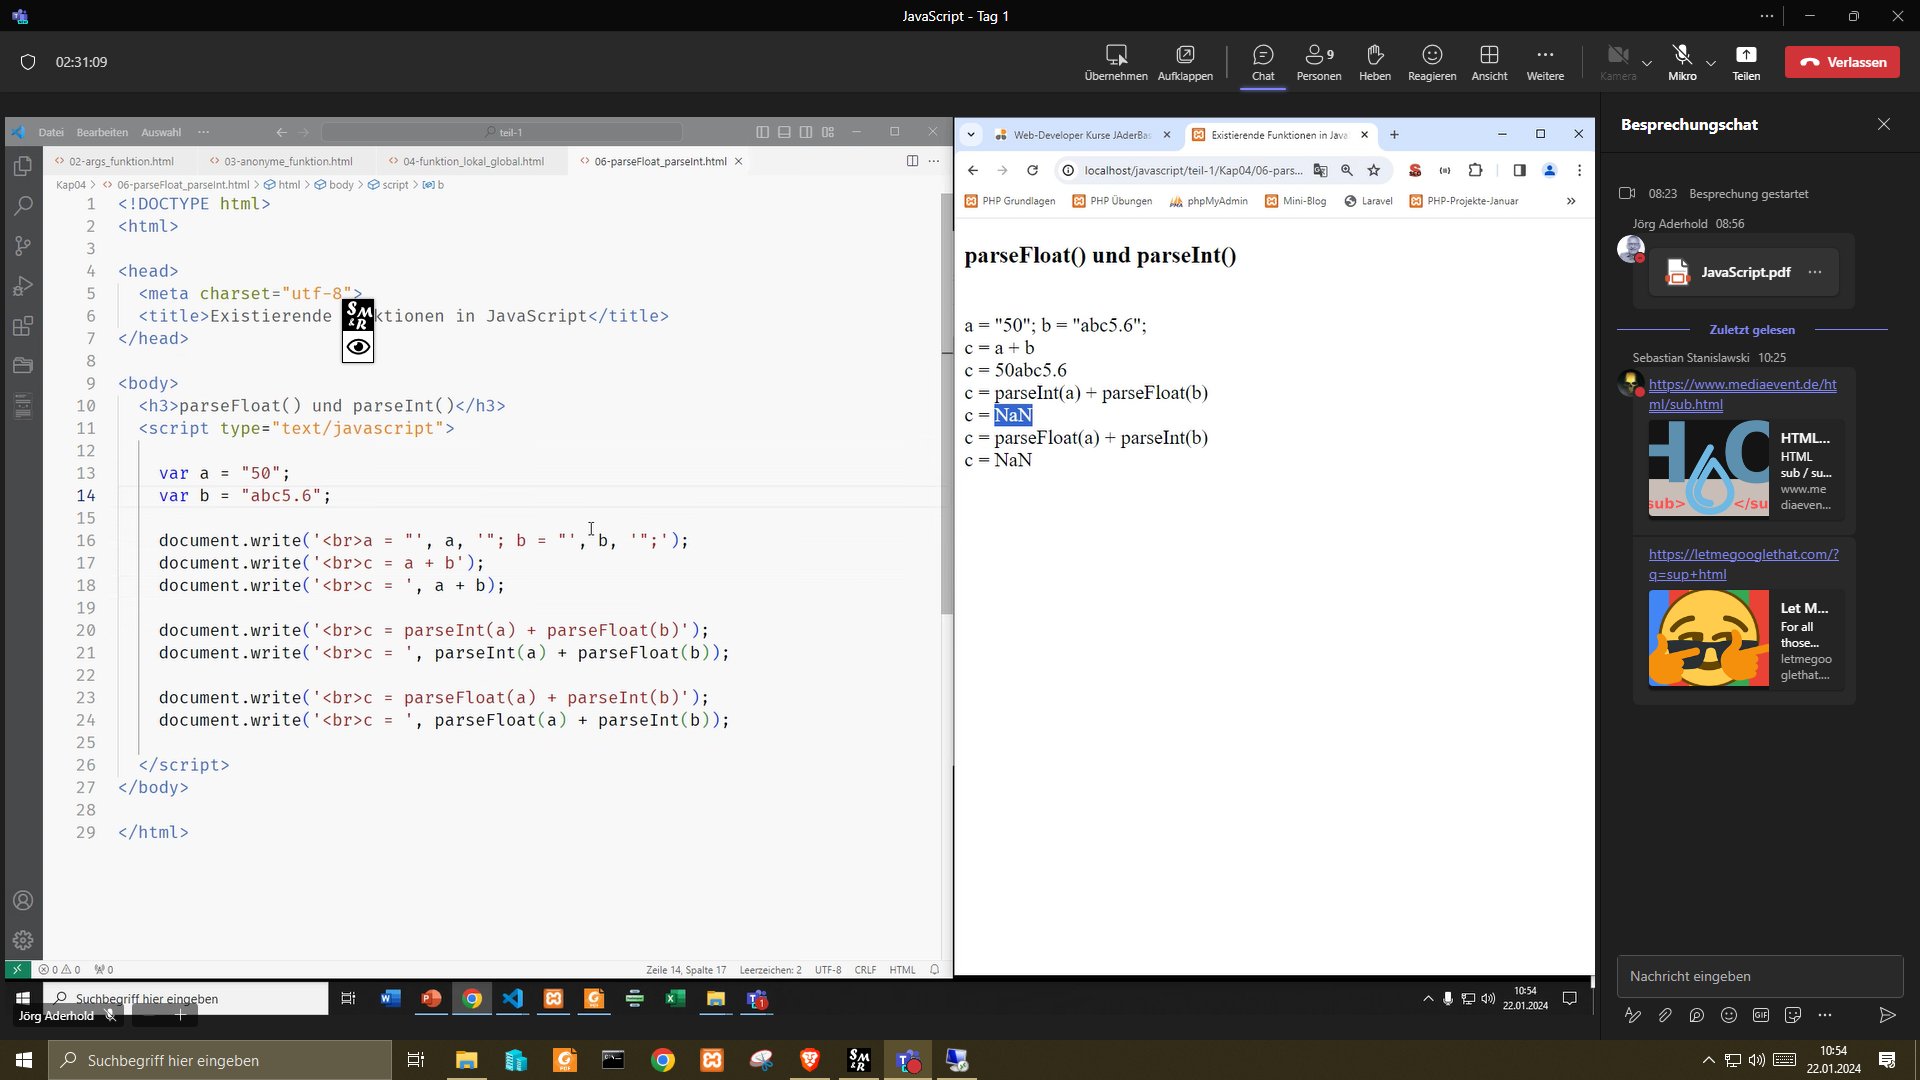 JavaScript - Tag 1
02:31:09
Übernehmen
Aufklappen
Chat
9
Personen
Heben
Reagieren
Ansicht
Weitere
Kamera
Mikro
Teilen
Verlassen
Datei Bearbeiten Auswahl ···
teil-1
02-args_funktion.html
03-anonyme_funktion.html
04-funktion_lokal_global.html
06-parseFloat_parseInt.html
Kap04 > 06-parseFloat_parseInt.html > html > body > script > b
1 <!DOCTYPE html>
2 <html>
3
4 <head>
5 <meta charset="utf-8">
6 <title>Existierende ktionen in JavaScript</title>
7 </head>
8
9 <body>
10 <h3>parseFloat() und parseInt()</h3>
11 <script type="text/javascript">
12
13 var a = "50";
14 var b = "abc5.6";
15
16 document.write('<br>a = "', a, '"; b = "', b, '";');
17 document.write('<br>c = a + b');
18 document.write('<br>c = ', a + b);
19
20 document.write('<br>c = parseInt(a) + parseFloat(b)');
21 document.write('<br>c = ', parseInt(a) + parseFloat(b));
22
23 document.write('<br>c = parseFloat(a) + parseInt(b)');
24 document.write('<br>c = ', parseFloat(a) + parseInt(b));
25
26 </script>
27 </body>
28
29 </html>
SM
&R
0 0 0
Zeile 14, Spalte 17 Leerzeichen: 2 UTF-8 CRLF HTML
Web-Developer Kurse JAderBas
Existierende Funktionen in Java
localhost/javascript/teil-1/Kap04/06-pars...
PHP Grundlagen
PHP Übungen
phpMyAdmin
Mini-Blog
Laravel
PHP-Projekte-Januar
»
parseFloat() und parseInt()
a = "50"; b = "abc5.6";
c = a + b
c = 50abc5.6
c = parseInt(a) + parseFloat(b)
c = NaN
c = parseFloat(a) + parseInt(b)
c = NaN
Besprechungschat
08:23 Besprechung gestartet
Jörg Aderhold 08:56
JavaScript.pdf
Zuletzt gelesen
Sebastian Stanislawski 10:25
https://www.mediaevent.de/ht
ml/sub.html
sub> </su
HTML...
HTML
sub / su...
www.me
diaeven...
https://letmegooglethat.com/?
q=sup+html
Let M...
For all
those...
letmegoo
glethat....
Nachricht eingeben
GIF
Suchbegriff hier eingeben
10:54
22.01.2024
Jörg Aderhold
Suchbegriff hier eingeben
SM
&R
10:54
22.01.2024